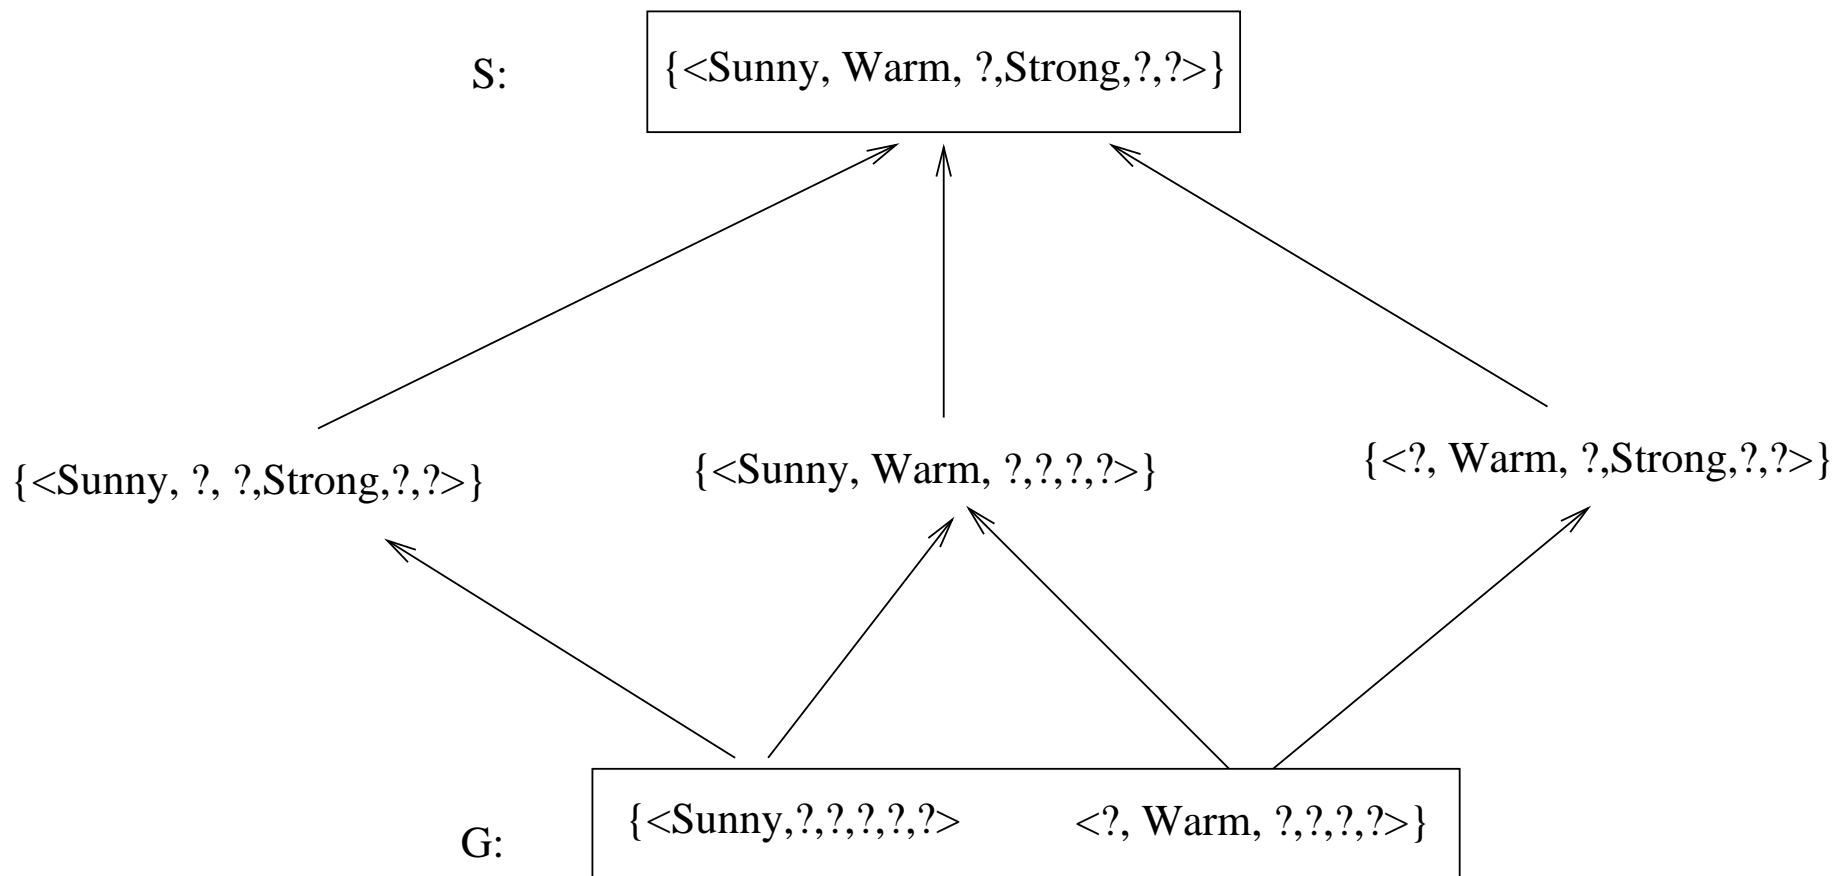 S:
{<Sunny, Warm, ?,Strong,?,?>}
{<Sunny, ?, ?,Strong,?,?>}
{<Sunny, Warm, ?,?,?,?>}
{<?, Warm, ?,Strong,?,?>}
G:
{<Sunny,?,?,?,?,?>
<?, Warm, ?,?,?,?>}